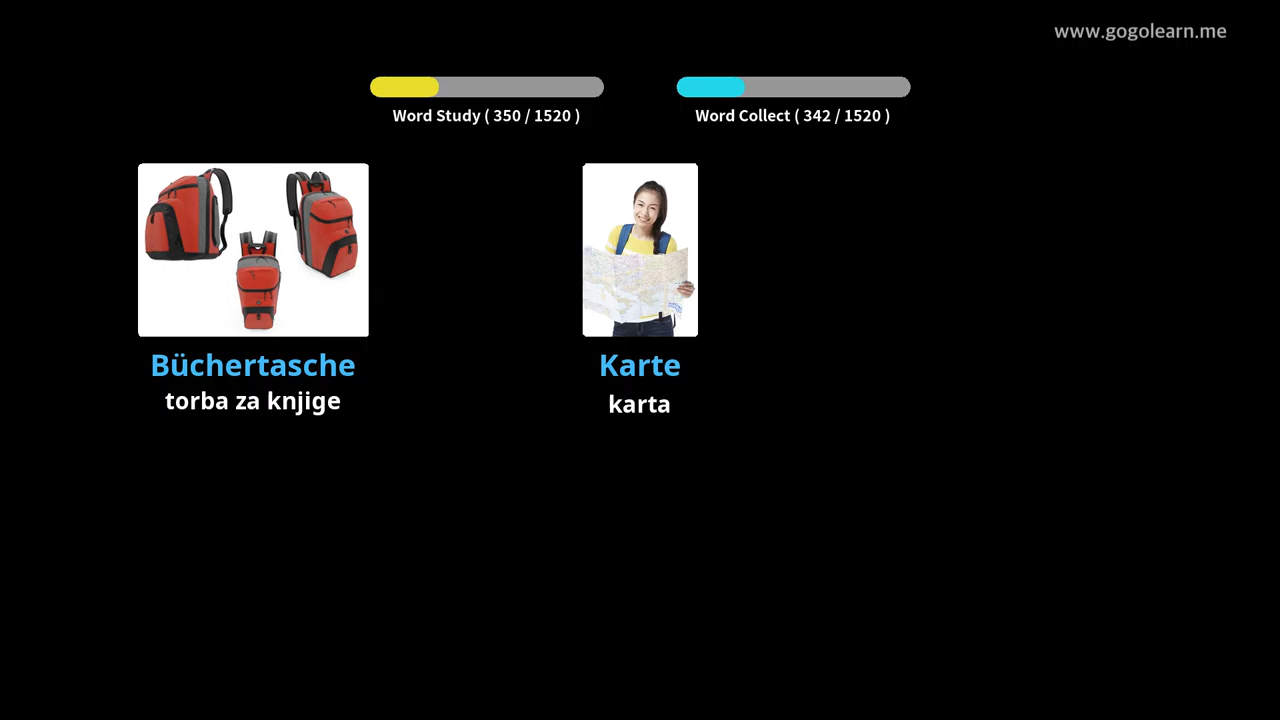 www.gogolearn.me
Word Study ( 350 / 1520 )
Word Collect ( 342 / 1520 )
Büchertasche
torba za knjige
Karte
karta